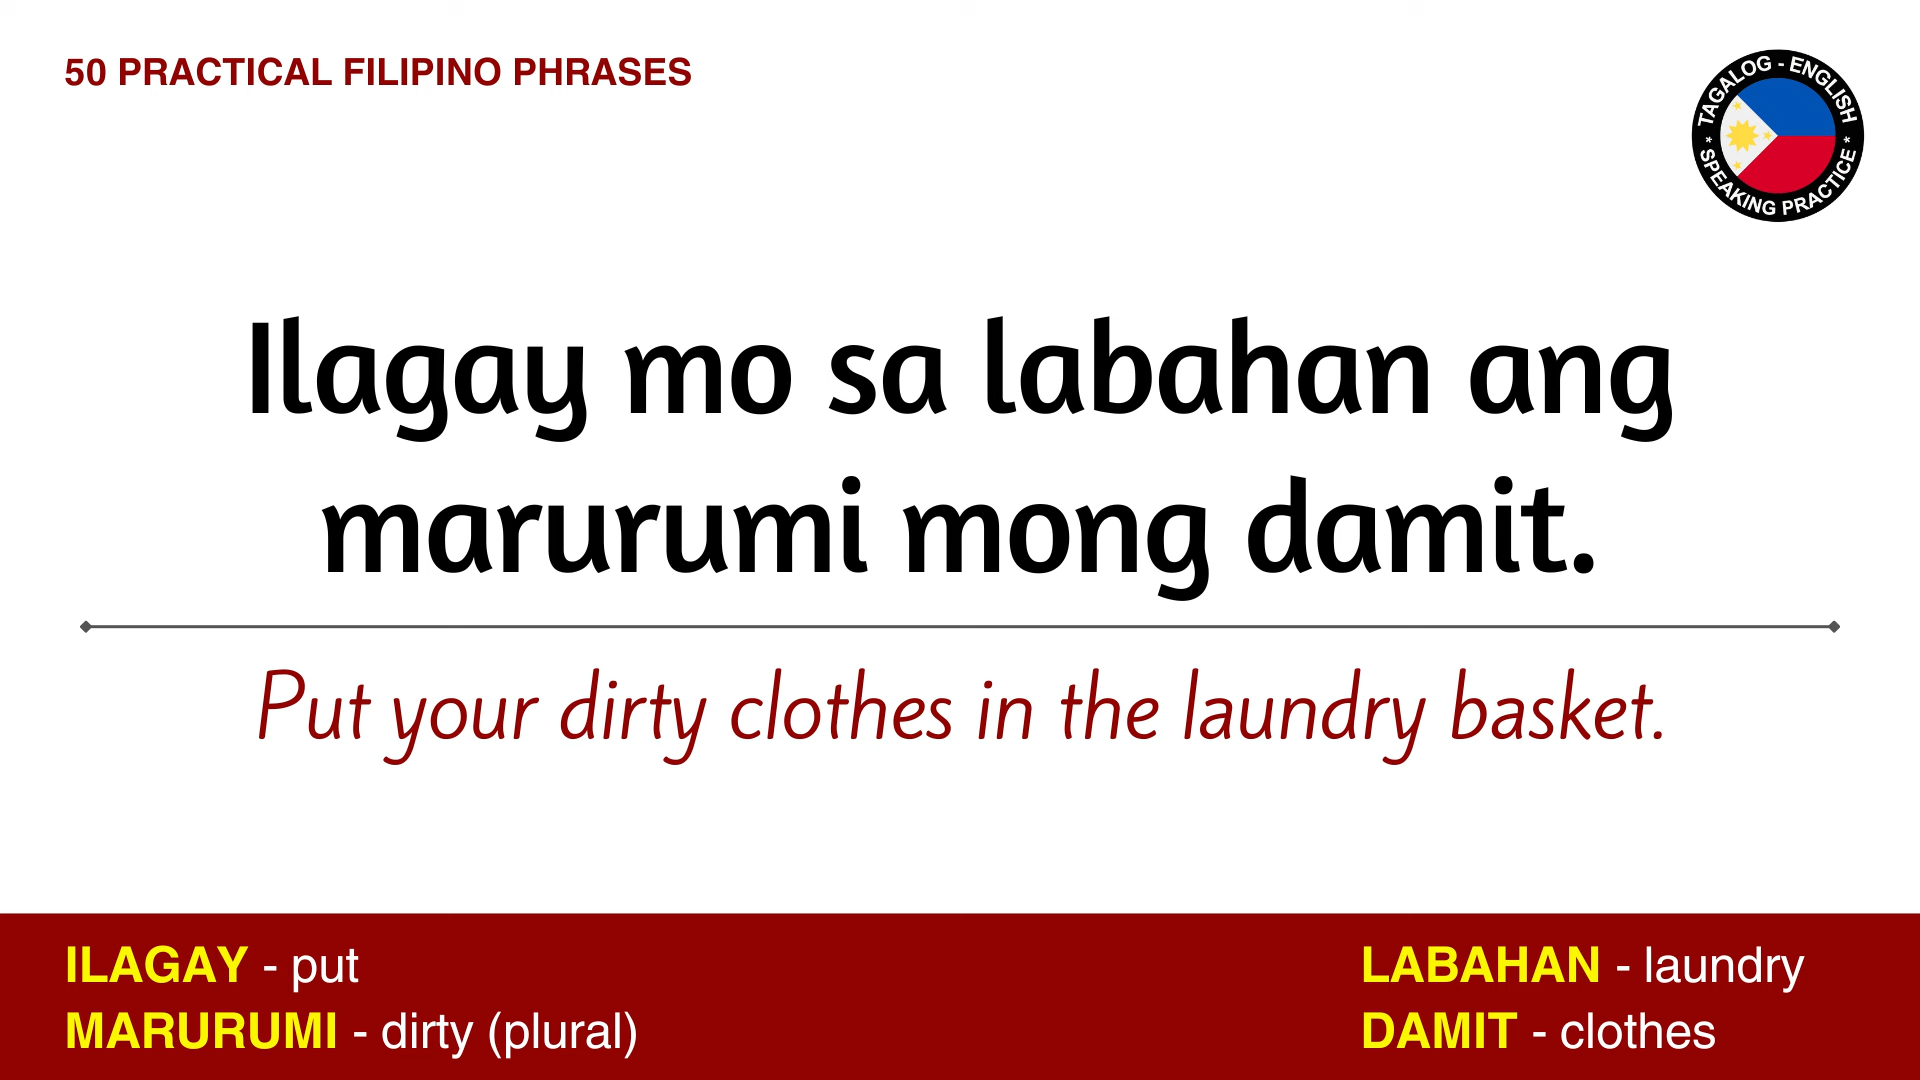 50 PRACTICAL FILIPINO PHRASES
TAGALOG - ENGLISH
* SPEAKING PRACTICE *
Ilagay mo sa labahan ang
marurumi mong damit.
Put your dirty clothes in the laundry basket.
ILAGAY - put
MARURUMI - dirty (plural)
LABAHAN - laundry
DAMIT - clothes